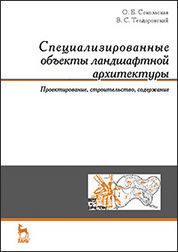 О. Б. Сокольская
В. С. Теодоронский
Специализированные
объекты ландшафтной
архитектуры
Проектирование, строительство, содержание